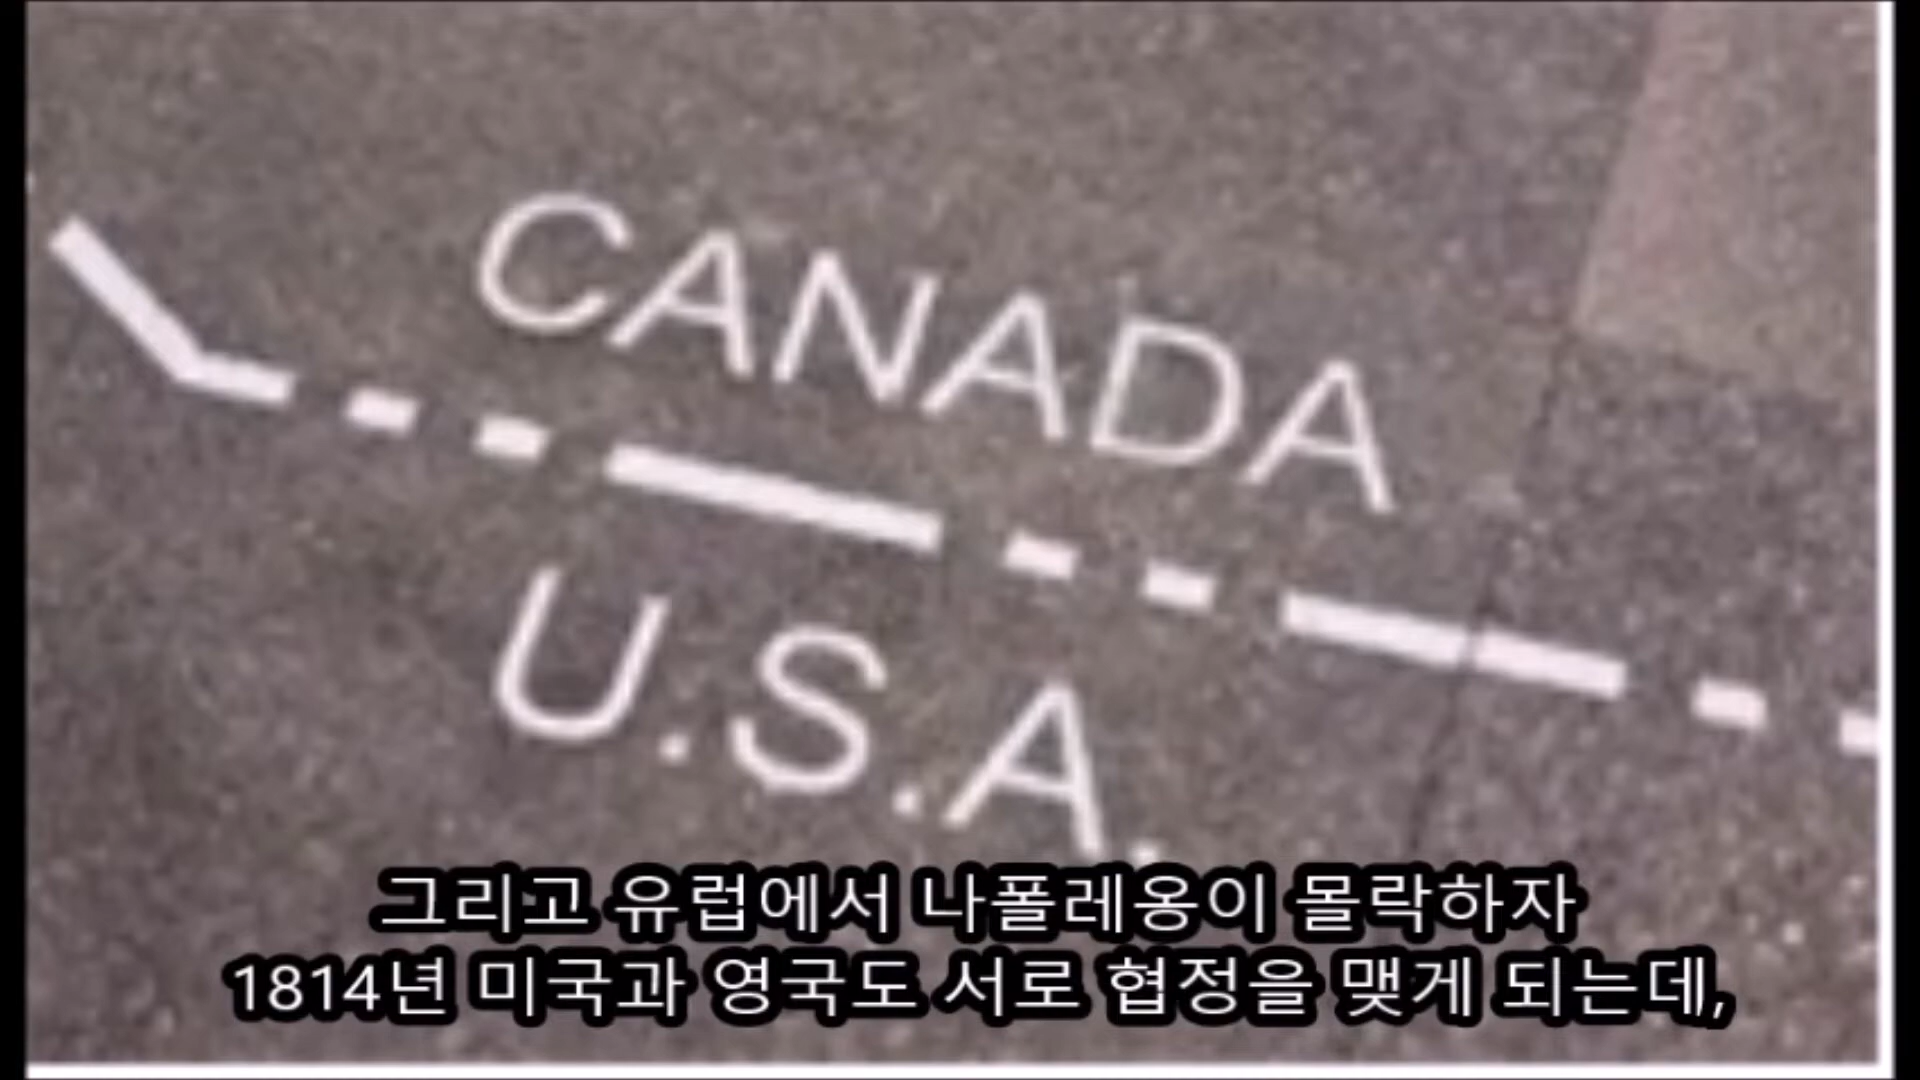 CANADA
U.S.A.
그리고 유럽에서 나폴레옹이 몰락하자
1814년 미국과 영국도 서로 협정을 맺게 되는데,